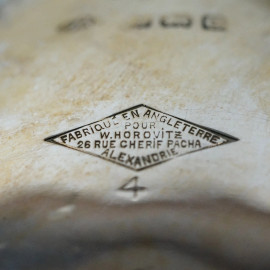 FABRIQUÉ EN ANGLETERRE
POUR
W. HOROVITZ
26 RUE CHERIF PACHA
ALEXANDRIE
4